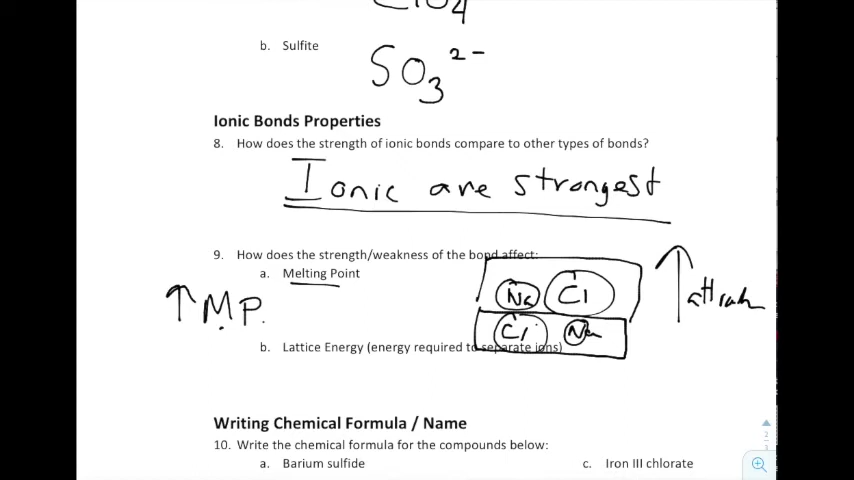 b. Sulfite
SO3 2-
Ionic Bonds Properties
8. How does the strength of ionic bonds compare to other types of bonds?
Ionic are strongest
9. How does the strength/weakness of the bond affect:
a. Melting Point
↑ M.P.
Na Cl
Cl Na
↑
b. Lattice Energy (energy required to separate ions)
Writing Chemical Formula / Name
10. Write the chemical formula for the compounds below:
a. Barium sulfide
c. Iron III chlorate